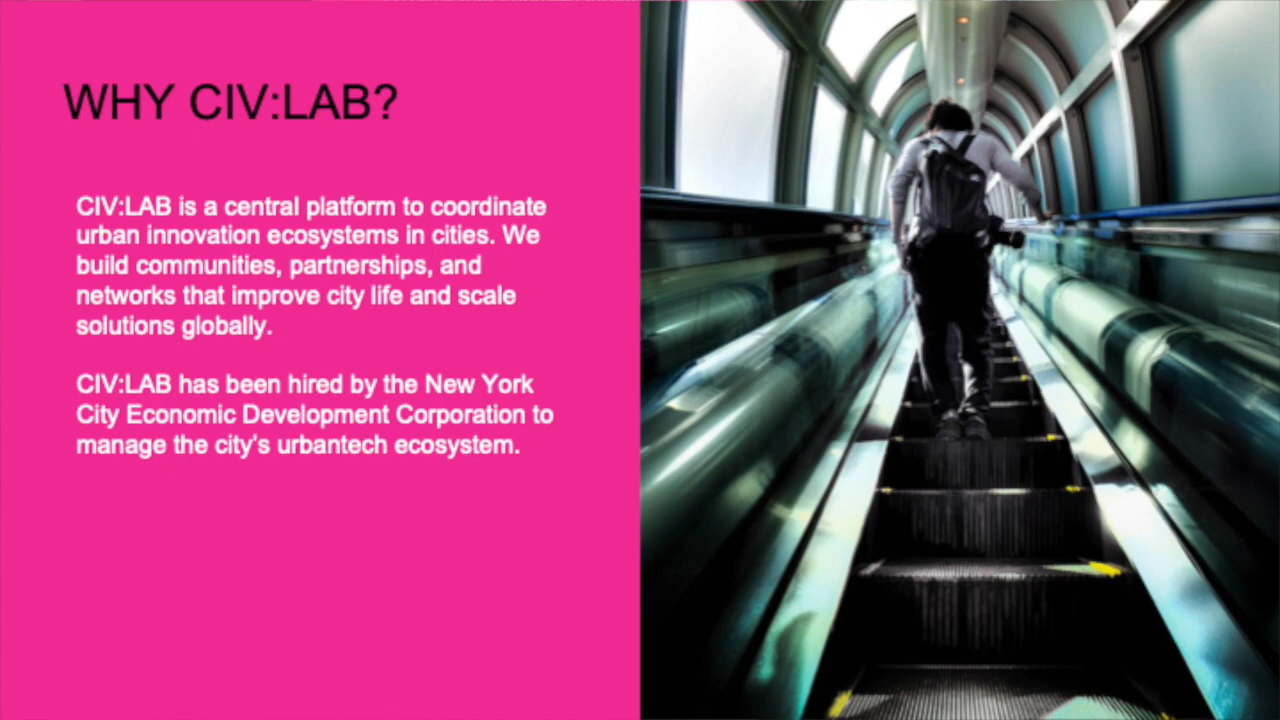 WHY CIV:LAB?
CIV:LAB is a central platform to coordinate
urban innovation ecosystems in cities. We
build communities, partnerships, and
networks that improve city life and scale
solutions globally.
CIV:LAB has been hired by the New York
City Economic Development Corporation to
manage the city's urbantech ecosystem.